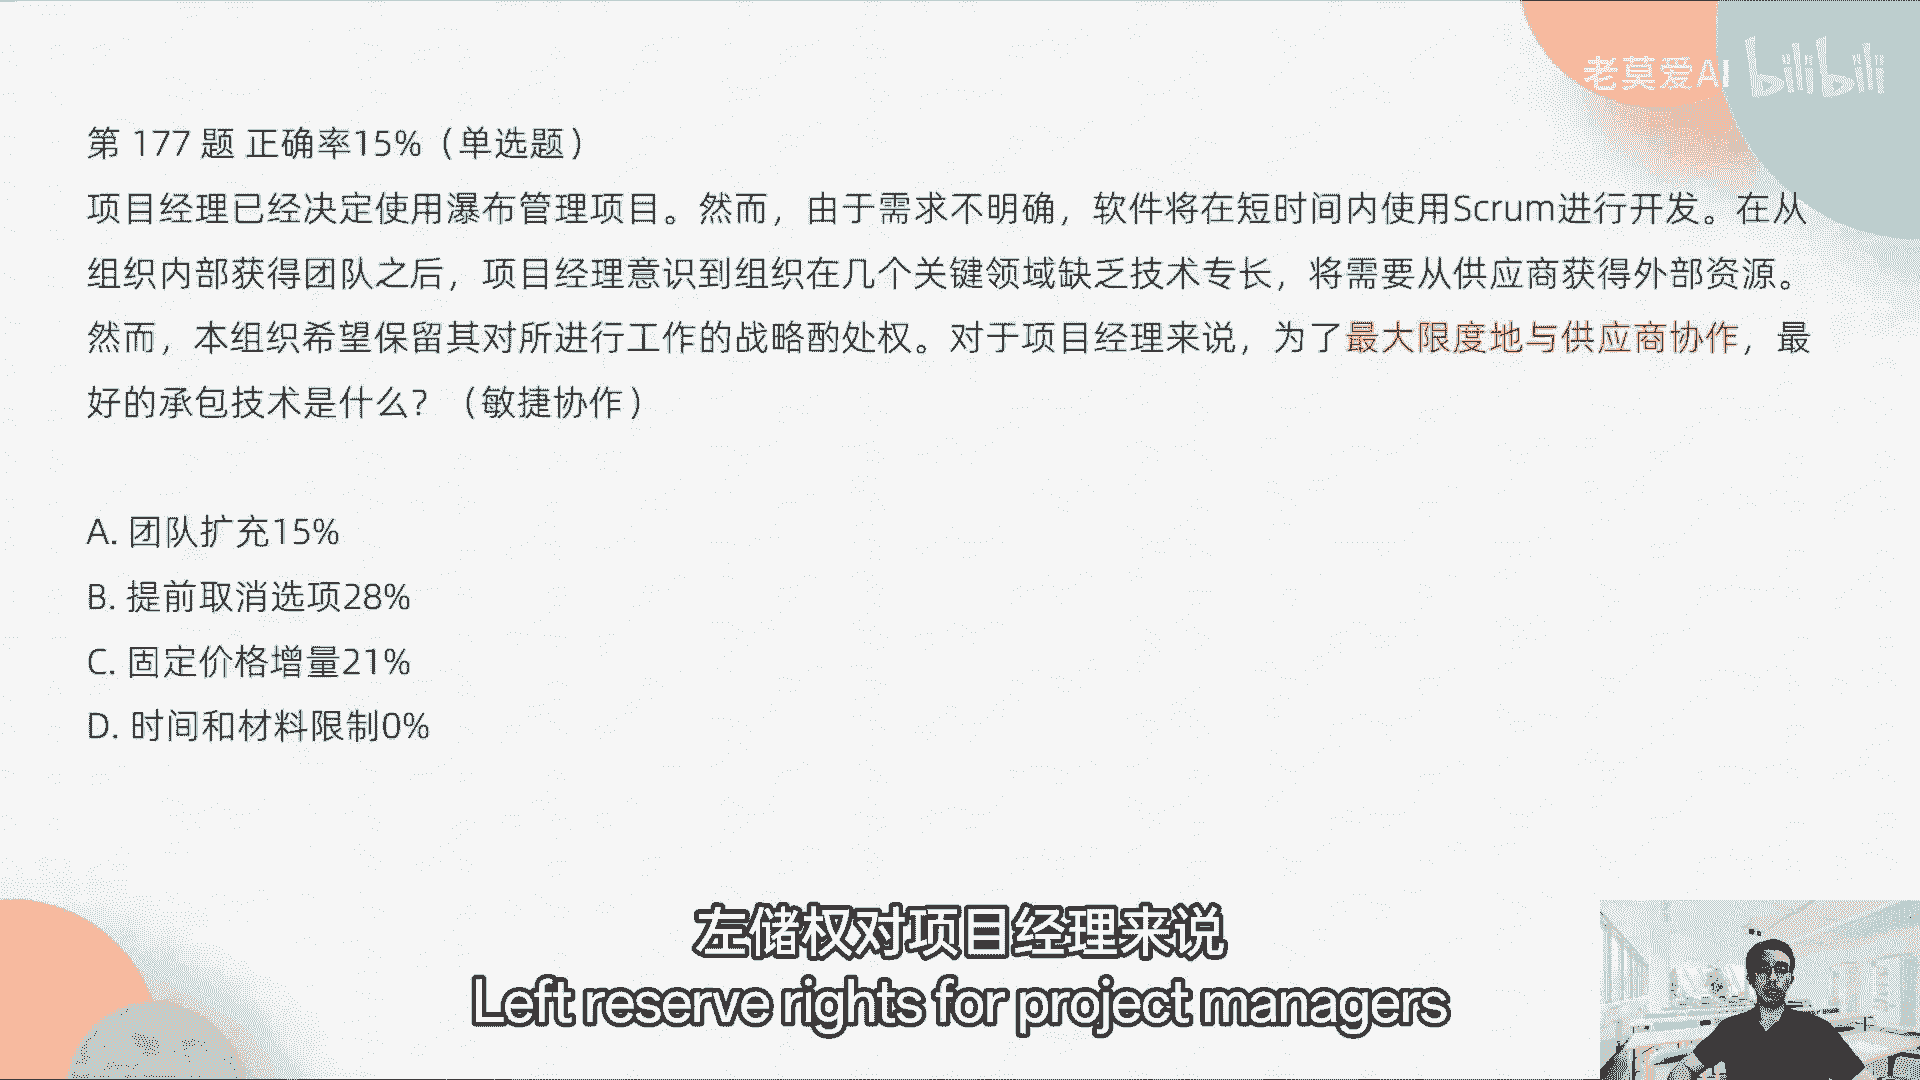 老莫爱AI bilibili
第 177 题 正确率15%（单选题）
项目经理已经决定使用瀑布管理项目。然而，由于需求不明确，软件将在短时间内使用Scrum进行开发。在从
组织内部获得团队之后，项目经理意识到组织在几个关键领域缺乏技术专长，将需要从供应商获得外部资源。
然而，本组织希望保留其对所进行工作的战略酌处权。对于项目经理来说，为了最大限度地与供应商协作，最
好的承包技术是什么？（敏捷协作）
A. 团队扩充15%
B. 提前取消选项28%
C. 固定价格增量21%
D. 时间和材料限制0%
左储权对项目经理来说
Left reserve rights for project managers